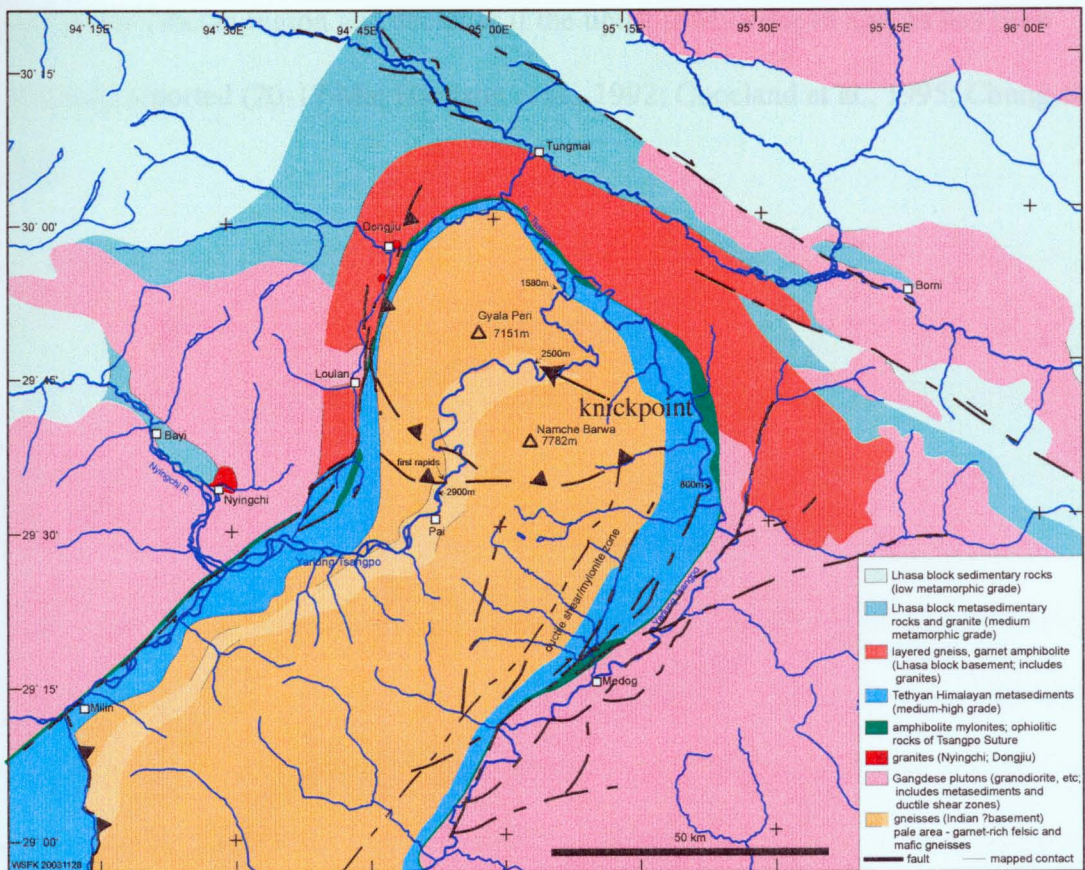 94° 15'E
94° 30'E
94° 45'E
95° 00'E
95° 15'E
95° 30'E
95° 45'E
96° 00'E
30° 15'
30° 00'
29° 45'
29° 30'
29° 15'
29° 00'
Tungmai
Dongjiu
Bomi
1580m
Gyala Peri
7151m
2500m
Loulan
knickpoint
Bayi
Namche Barwa
7782m
Nyingchi R.
first rapids
2900m
800m
Nyingchi
Pai
Yarlung Tsangpo
ductile shear/mylonite zone
Yarlung Tsangpo
Medog
Milin
Lhasa block sedimentary rocks
(low metamorphic grade)
Lhasa block metasedimentary
rocks and granite (medium
metamorphic grade)
layered gneiss, garnet amphibolite
(Lhasa block basement; includes
granites)
Tethyan Himalayan metasediments
(medium-high grade)
amphibolite mylonites; ophiolitic
rocks of Tsangpo Suture
granites (Nyingchi; Dongjiu)
Gangdese plutons (granodiorite, etc;
includes metasediments and
ductile shear zones)
gneisses (Indian ?basement)
pale area - garnet-rich felsic and
mafic gneisses
fault
mapped contact
50 km
WSFK 20031128